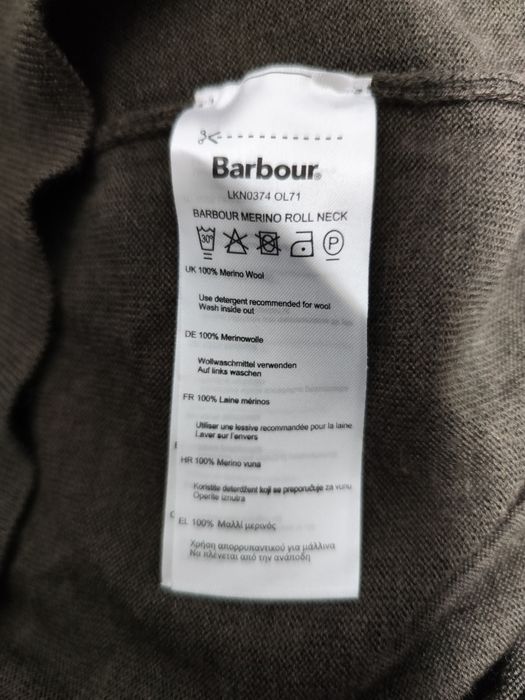 Barbour®
LKN0374 OL71
BARBOUR MERINO ROLL NECK
30°
P
UK 100% Merino Wool
Use detergent recommended for wool
Wash inside out
DE 100% Merinowolle
Wollwaschmittel verwenden
Auf links waschen
FR 100% Laine mérinos
Utiliser une lessive recommandée pour la laine
Laver sur l'envers
HR 100% Merino vuna
Koristite deterdžent koji se preporučuje za vunu
Operite iznutra
EL 100% Μαλλί μερινός
Χρήση απορρυπαντικού για μάλλινα
Να πλένεται από την ανάποδη